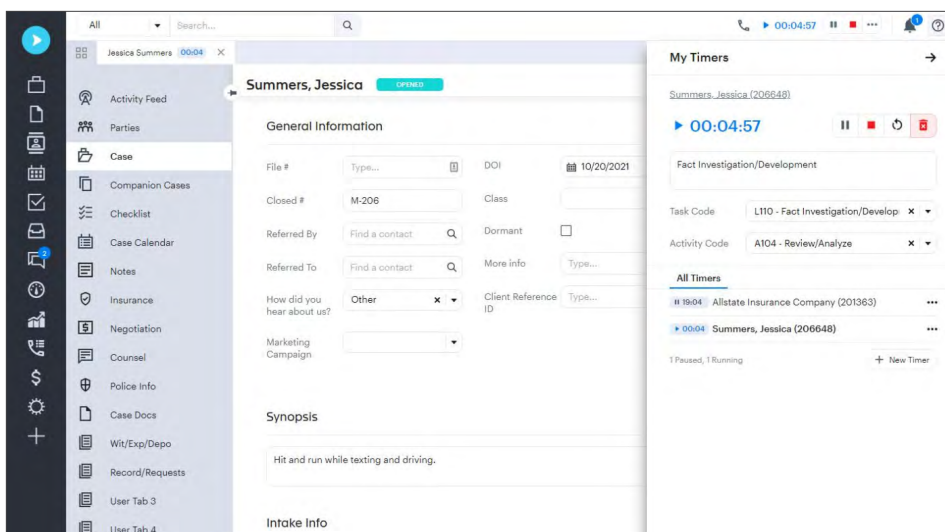 All
Search...
00:04:57
Jessica Summers 00:04
Activity Feed
Parties
Case
Companion Cases
Checklist
Case Calendar
Notes
Insurance
Negotiation
Counsel
Police Info
Case Docs
Wit/Exp/Depo
Record/Requests
User Tab 3
User Tab 4
2
Summers, Jessica OPENED
General Information
File # Type...
DOI 10/20/2021
Closed # M-206
Class
Referred By Find a contact
Dormant
Referred To Find a contact
More info Type...
How did you
hear about us?
Other
Client Reference
ID
Type...
Marketing
Campaign
Synopsis
Hit and run while texting and driving.
Intake Info
My Timers
Summers, Jessica (206648)
00:04:57
Fact Investigation/Development
Task Code L110 - Fact Investigation/Develop
Activity Code A104 - Review/Analyze
All Timers
19:04 Allstate Insurance Company (201363)
00:04 Summers, Jessica (206648)
1 Paused, 1 Running
+ New Timer